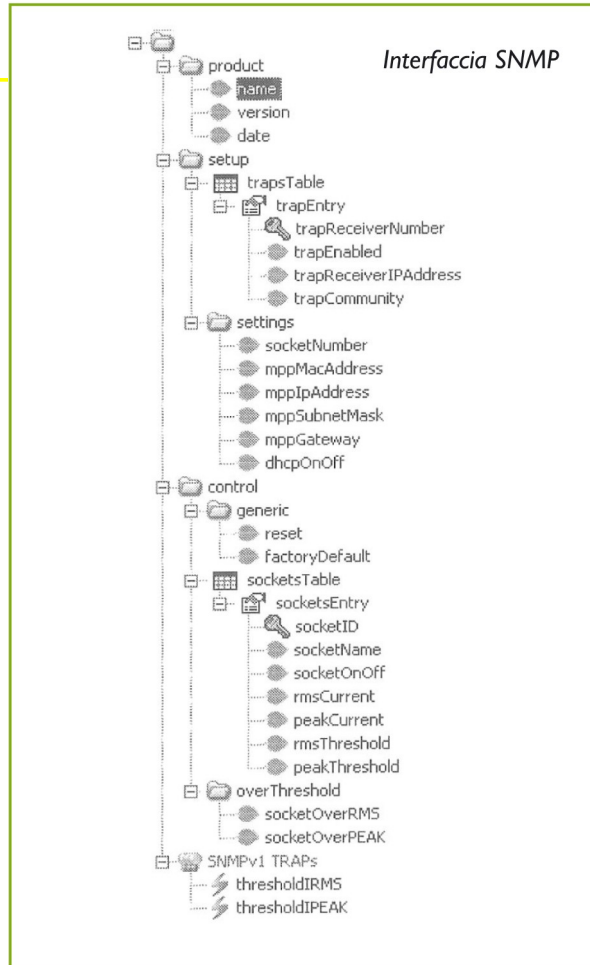 Interfaccia SNMP
product
name
version
date
setup
trapsTable
trapEntry
trapReceiverNumber
trapEnabled
trapReceiverIPAddress
trapCommunity
settings
socketNumber
mppMacAddress
mppIpAddress
mppSubnetMask
mppGateway
dhcpOnOff
control
generic
reset
factoryDefault
socketsTable
socketsEntry
socketID
socketName
socketOnOff
rmsCurrent
peakCurrent
rmsThreshold
peakThreshold
overThreshold
socketOverRMS
socketOverPEAK
SNMPv1 TRAPs
thresholdIRMS
thresholdIPEAK